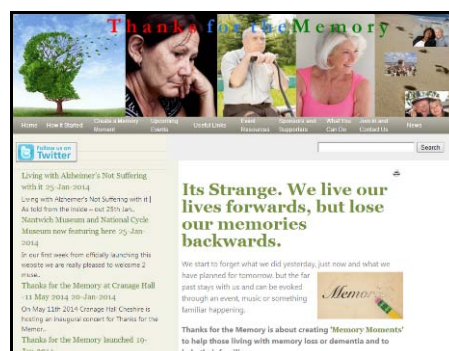 Thanks for the Memory
Home
How it Started
Create a Memory Moment
Upcoming Events
Useful Links
Event Resources
Sponsors and Supporters
What You Can Do
Join in and Contact Us
News
Follow us on
Twitter
Search
Living with Alzheimer's Not Suffering
with it 25-Jan-2014
Living with Alzheimer's Not Suffering with it |
As told from the inside – out 25th Jan..
Nantwich Museum and National Cycle
Museum now featuring here 25-Jan-
2014
In our first week from officially launching this
website we are really pleased to welcome 2
muse..
Thanks for the Memory at Cranage Hall
-11 May 2014 20-Jan-2014
On May 11th 2014 Cranage Hall Cheshire is
hosting an inaugural concert for Thanks for the
Memor..
Thanks for the Memory launched 19-
Its Strange. We live our
lives forwards, but lose
our memories
backwards.
We start to forget what we did yesterday, just now and what we
have planned for tomorrow, but the far
past stays with us and can be evoked
through an event, music or something
familiar happening.
Memor
Thanks for the Memory is about creating 'Memory Moments'
to help those living with memory loss or dementia and to